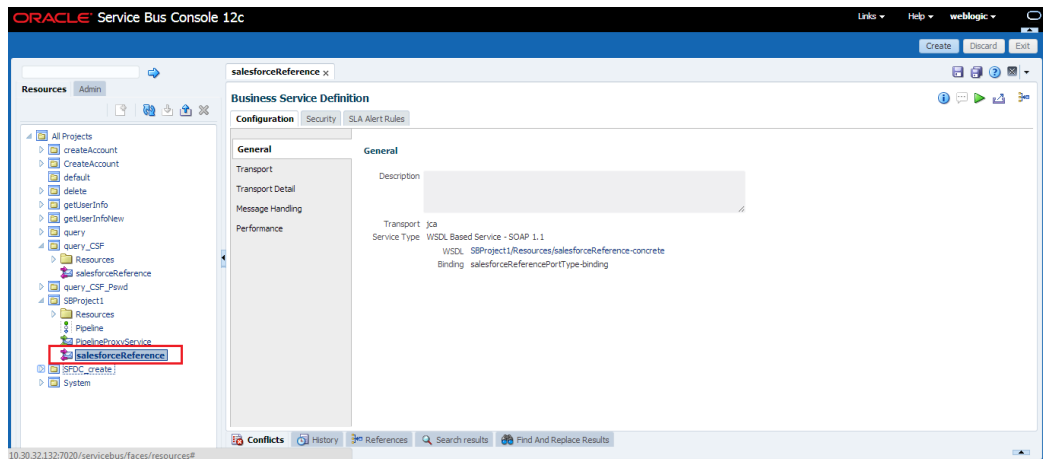 ORACLE Service Bus Console 12c
Links Help weblogic
Create Discard Exit
salesforceReference x
Resources Admin
Business Service Definition
Configuration Security SLA Alert Rules
All Projects
createAccount
CreateAccount
default
delete
getUserInfo
getUserInfoNew
query
query_CSF
Resources
salesforceReference
query_CSF_Pswd
SBProject1
Resources
Pipeline
PipelineProxyService
salesforceReference
SFDC_create
System
General
Transport
Transport Detail
Message Handling
Performance
General
Description
Transport jca
Service Type WSDL Based Service - SOAP 1.1
WSDL SBProject1/Resources/salesforceReference-concrete
Binding salesforceReferencePortType-binding
Conflicts History References Search results Find And Replace Results
10.30.32.132:7020/servicebus/faces/resources#